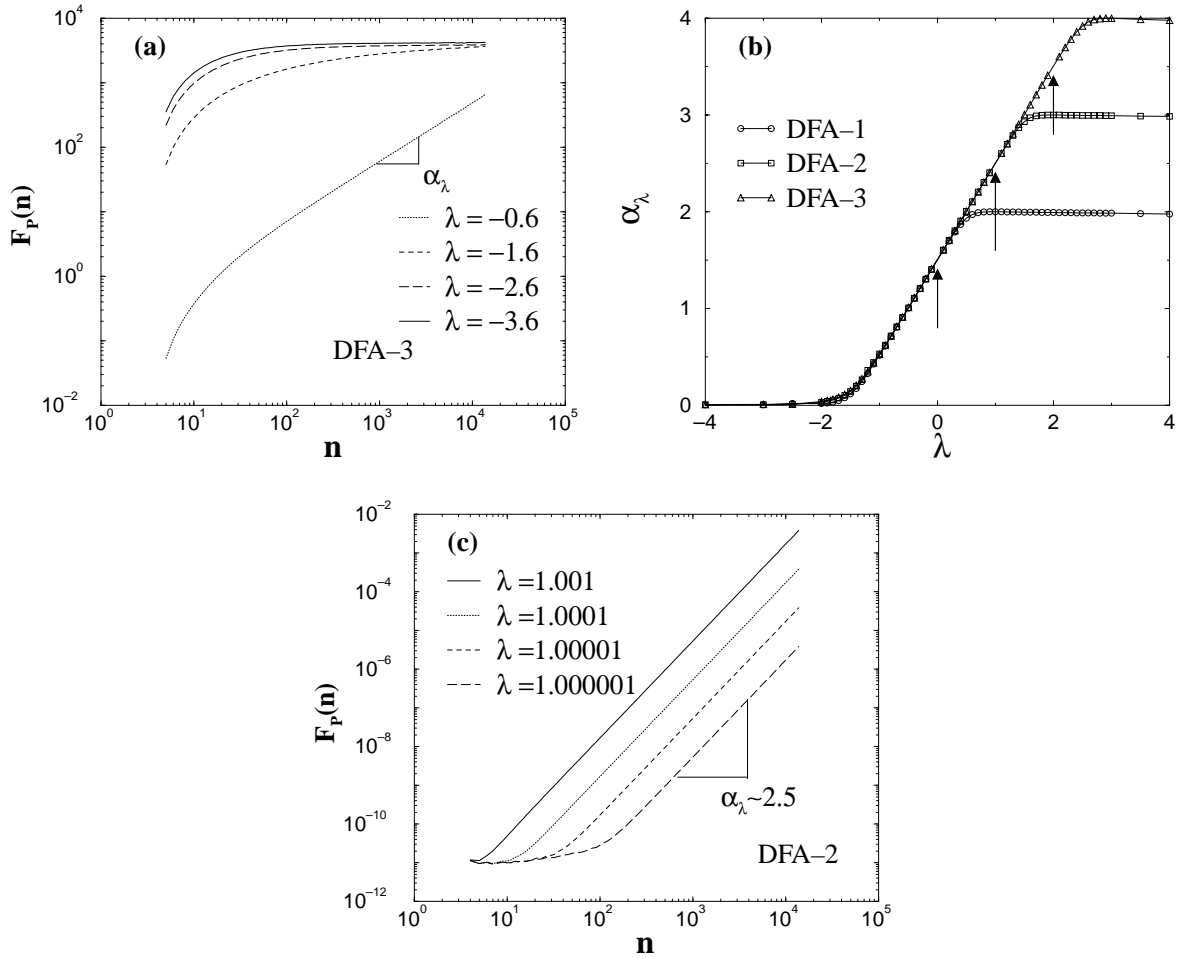 (a)
10^4
10^2
10^0
10^-2
F_P(n)
10^0 10^1 10^2 10^3 10^4 10^5
n
α_λ
λ = −0.6
λ = −1.6
λ = −2.6
λ = −3.6
DFA−3
(b)
4
3
2
1
0
α_λ
−4 −2 0 2 4
λ
DFA−1
DFA−2
DFA−3
(c)
10^-2
10^-4
10^-6
10^-8
10^-10
10^-12
F_P(n)
λ =1.001
λ =1.0001
λ =1.00001
λ =1.000001
α_λ~2.5
DFA−2
10^0 10^1 10^2 10^3 10^4 10^5
n